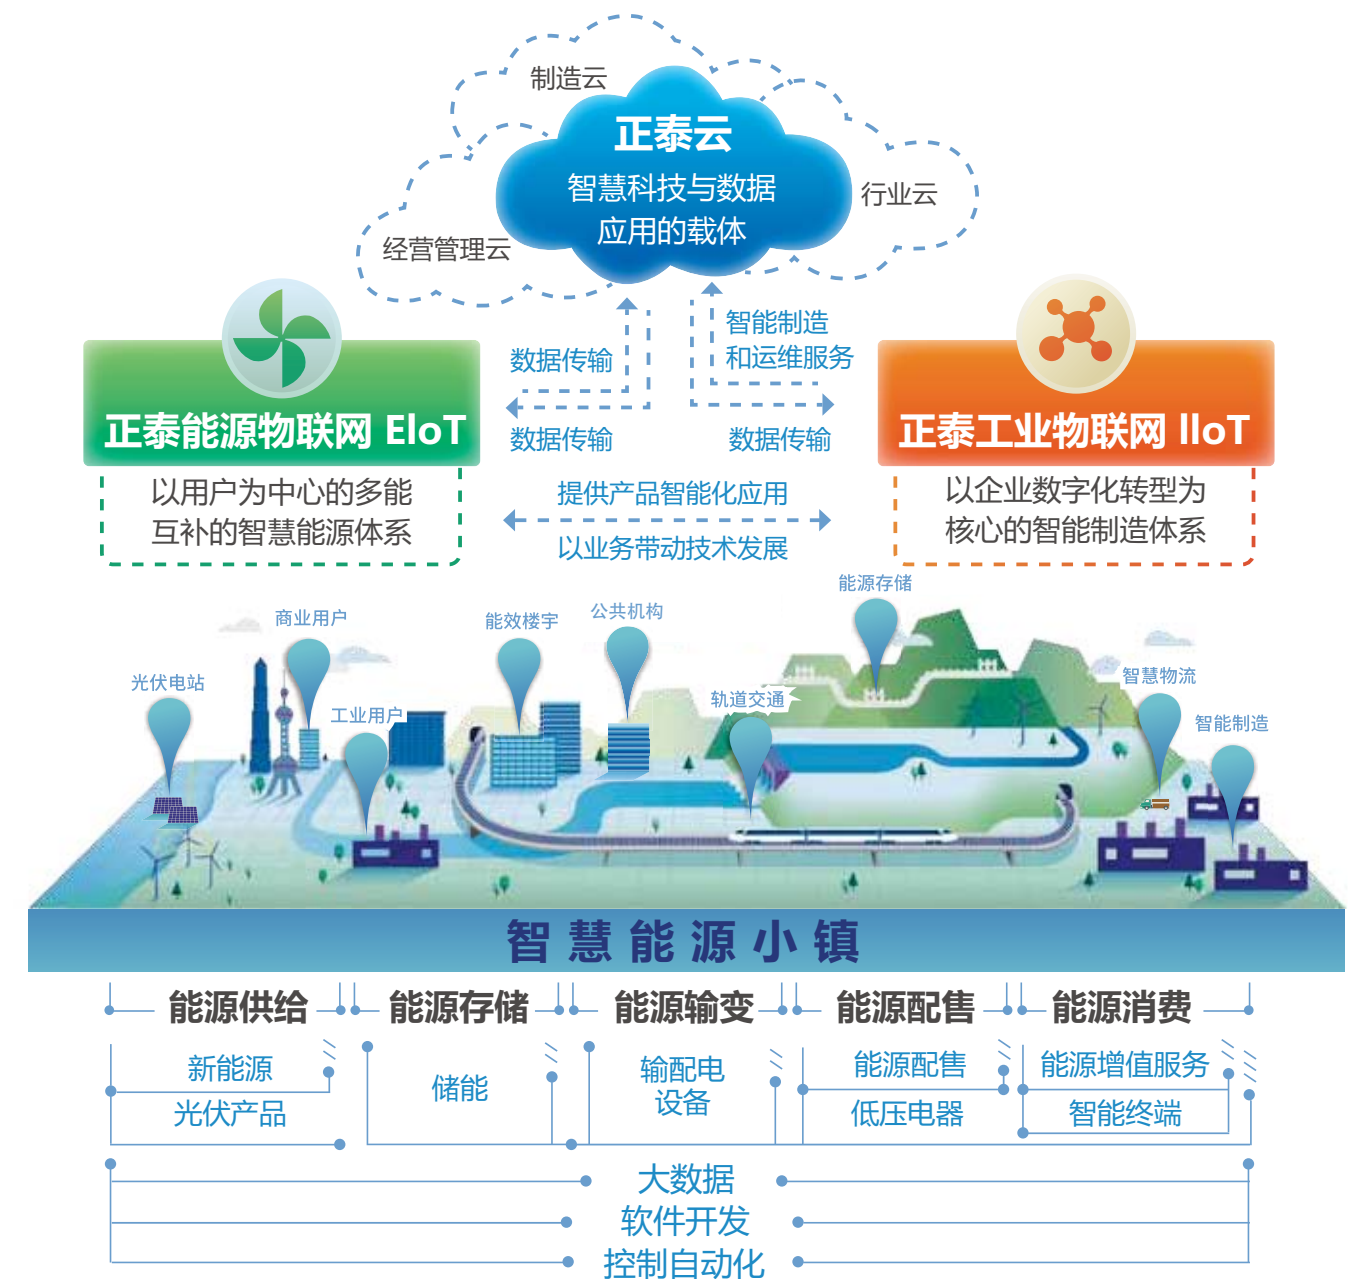 制造云
正泰云
智慧科技与数据
应用的载体
行业云
经营管理云
数据传输
数据传输
智能制造
和运维服务
数据传输
正泰能源物联网 EloT
以用户为中心的多能
互补的智慧能源体系
提供产品智能化应用
以业务带动技术发展
正泰工业物联网 lloT
以企业数字化转型为
核心的智能制造体系
光伏电站
商业用户
工业用户
能效楼宇
公共机构
轨道交通
能源存储
智慧物流
智能制造
智慧能源小镇
能源供给
能源存储
能源输变
能源配售
能源消费
新能源
光伏产品
储能
输配电
设备
能源配售
低压电器
能源增值服务
智能终端
大数据
软件开发
控制自动化